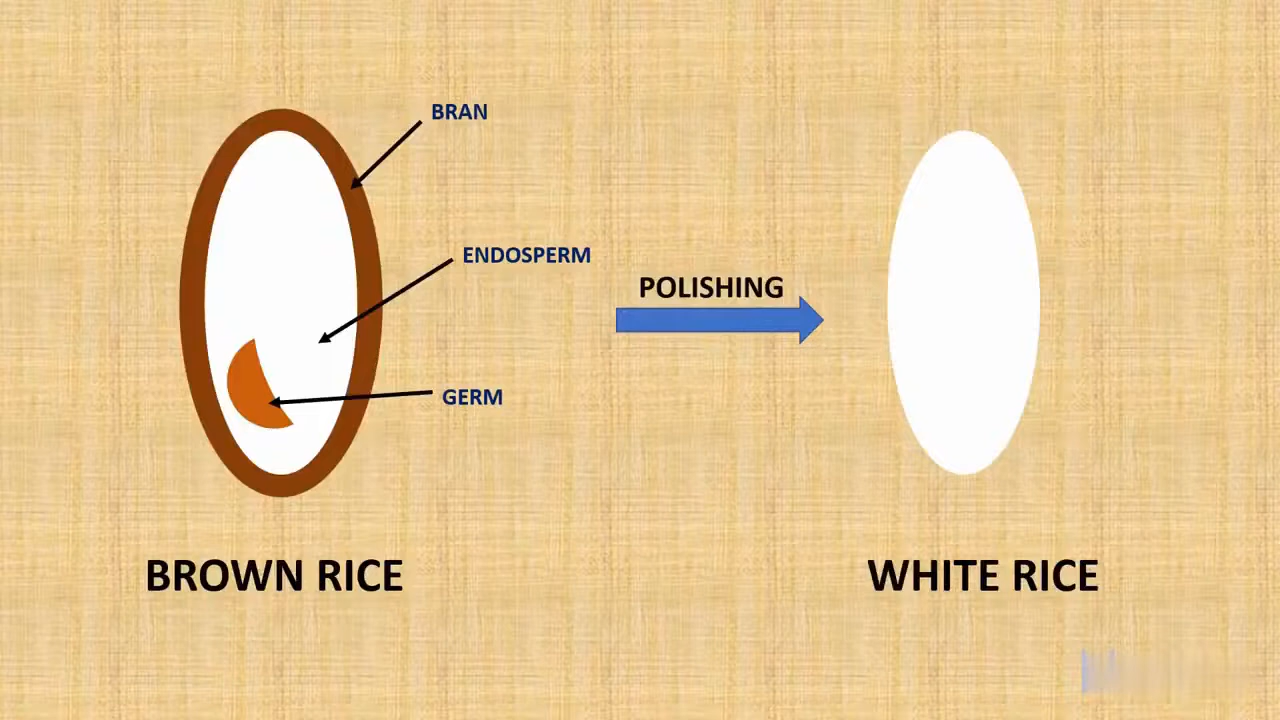 BRAN
ENDOSPERM
POLISHING
GERM
BROWN RICE
WHITE RICE